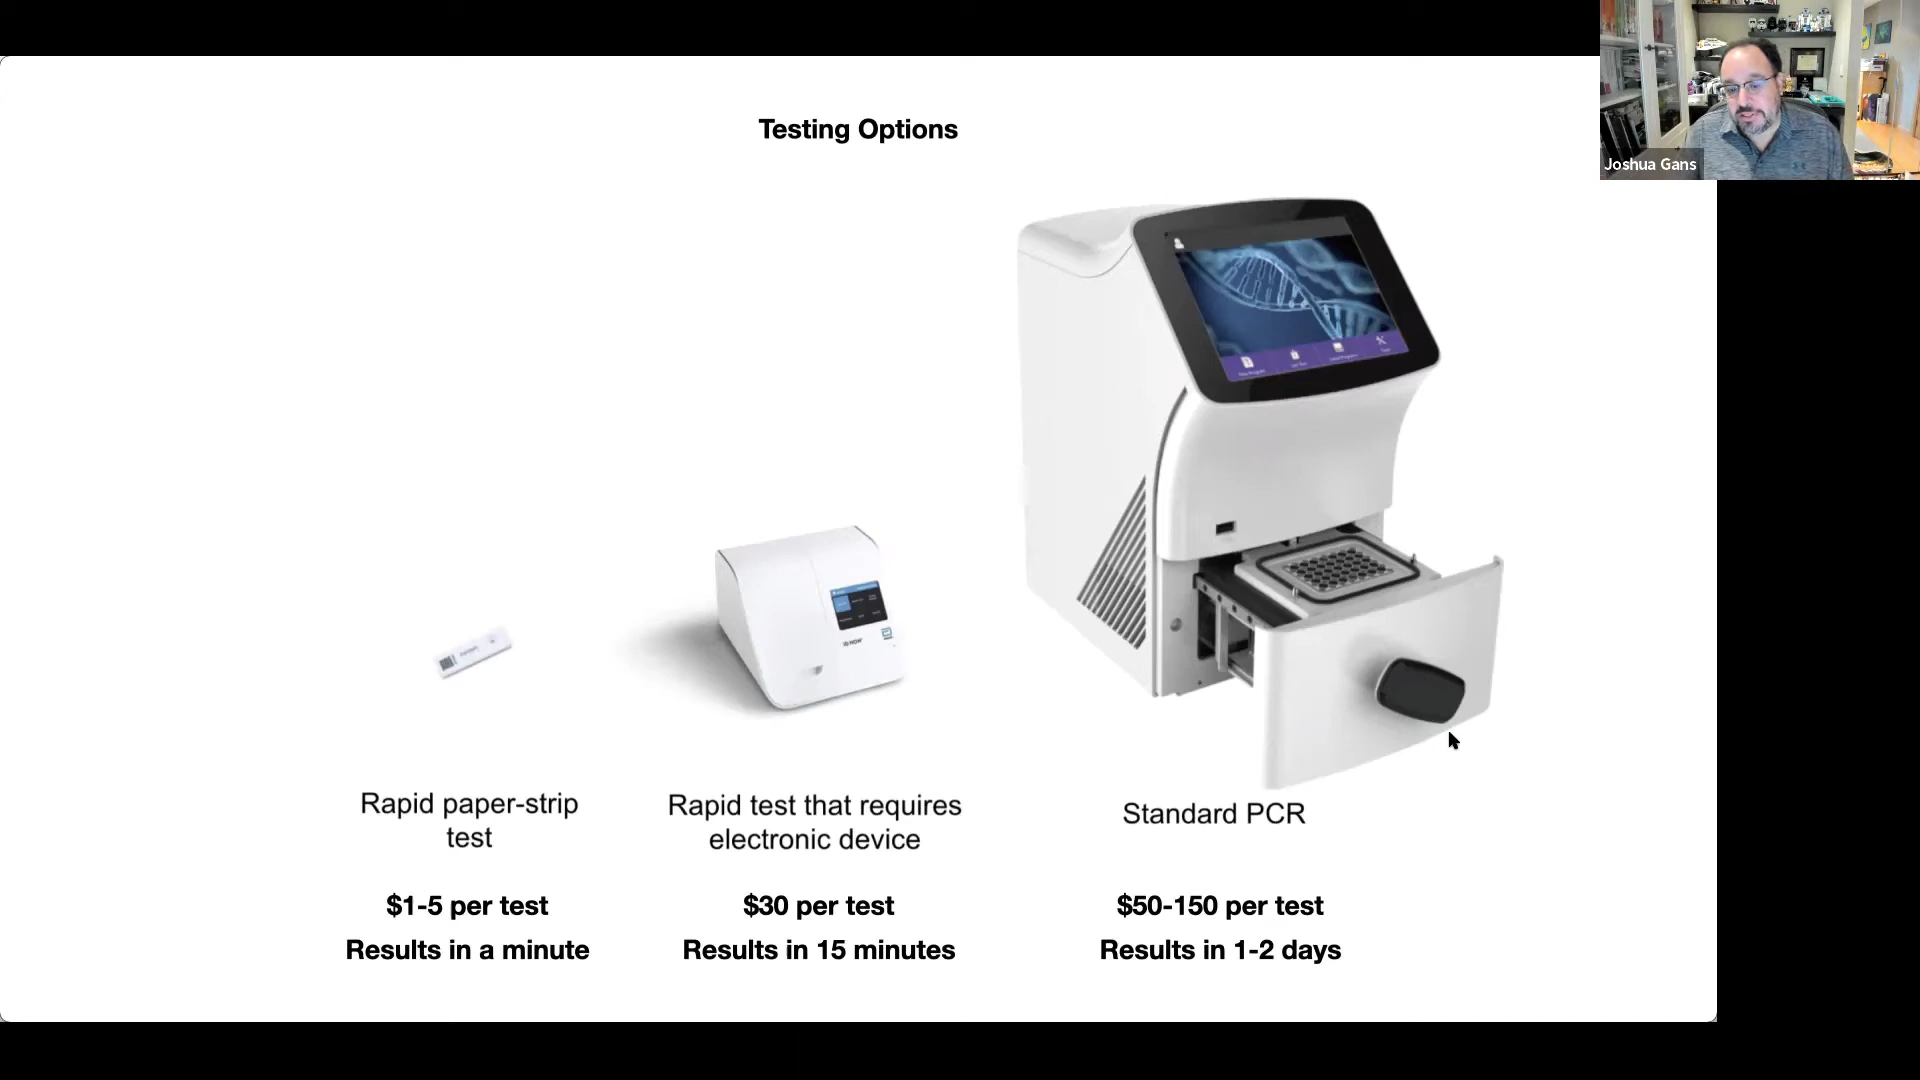 Testing Options
Joshua Gans
ID NOW
Rapid paper-strip
test
Rapid test that requires
electronic device
Standard PCR
$1-5 per test
$30 per test
$50-150 per test
Results in a minute
Results in 15 minutes
Results in 1-2 days